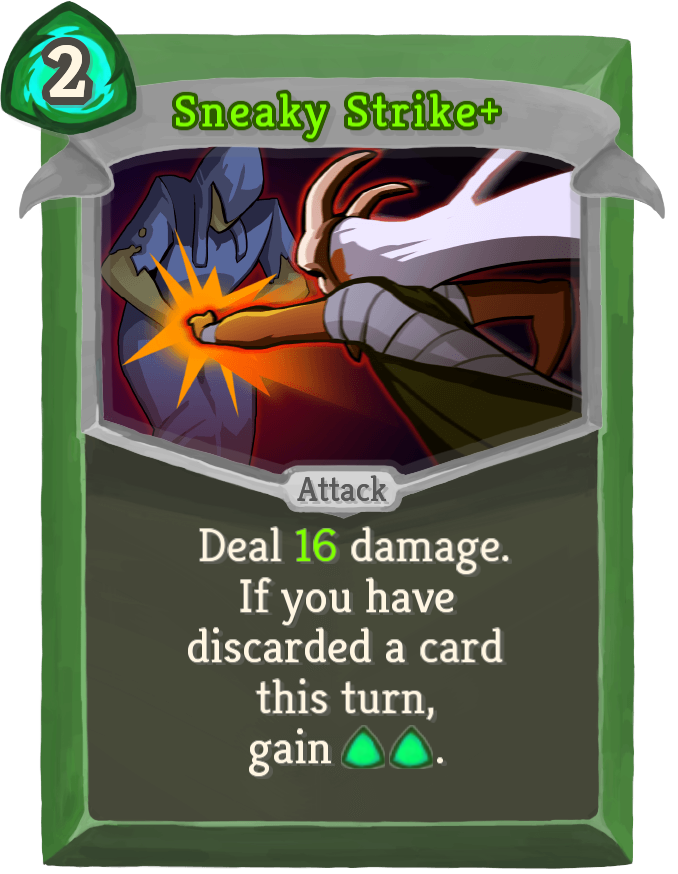 2
Sneaky Strike+
Attack
Deal 16 damage.
If you have
discarded a card
this turn,
gain .